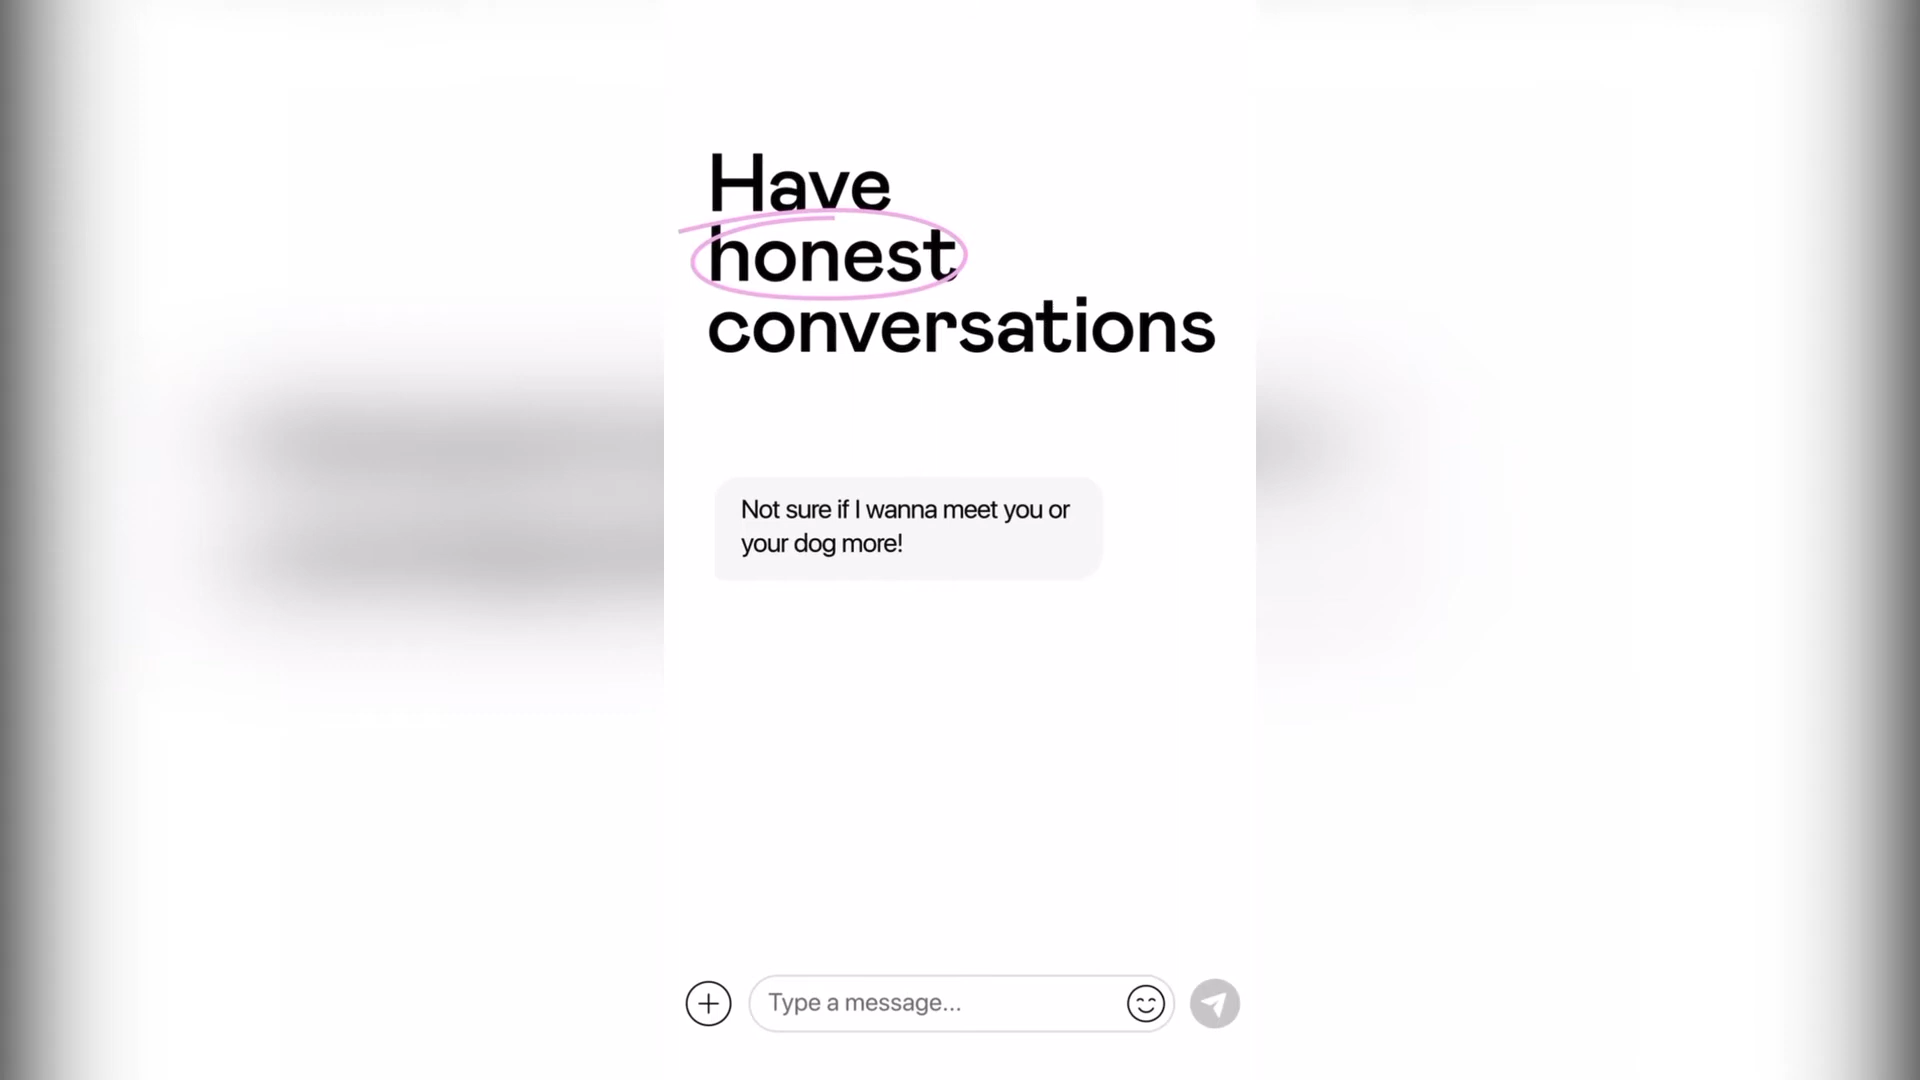 Have
honest
conversations
Not sure if I wanna meet you or
your dog more!
Type a message...